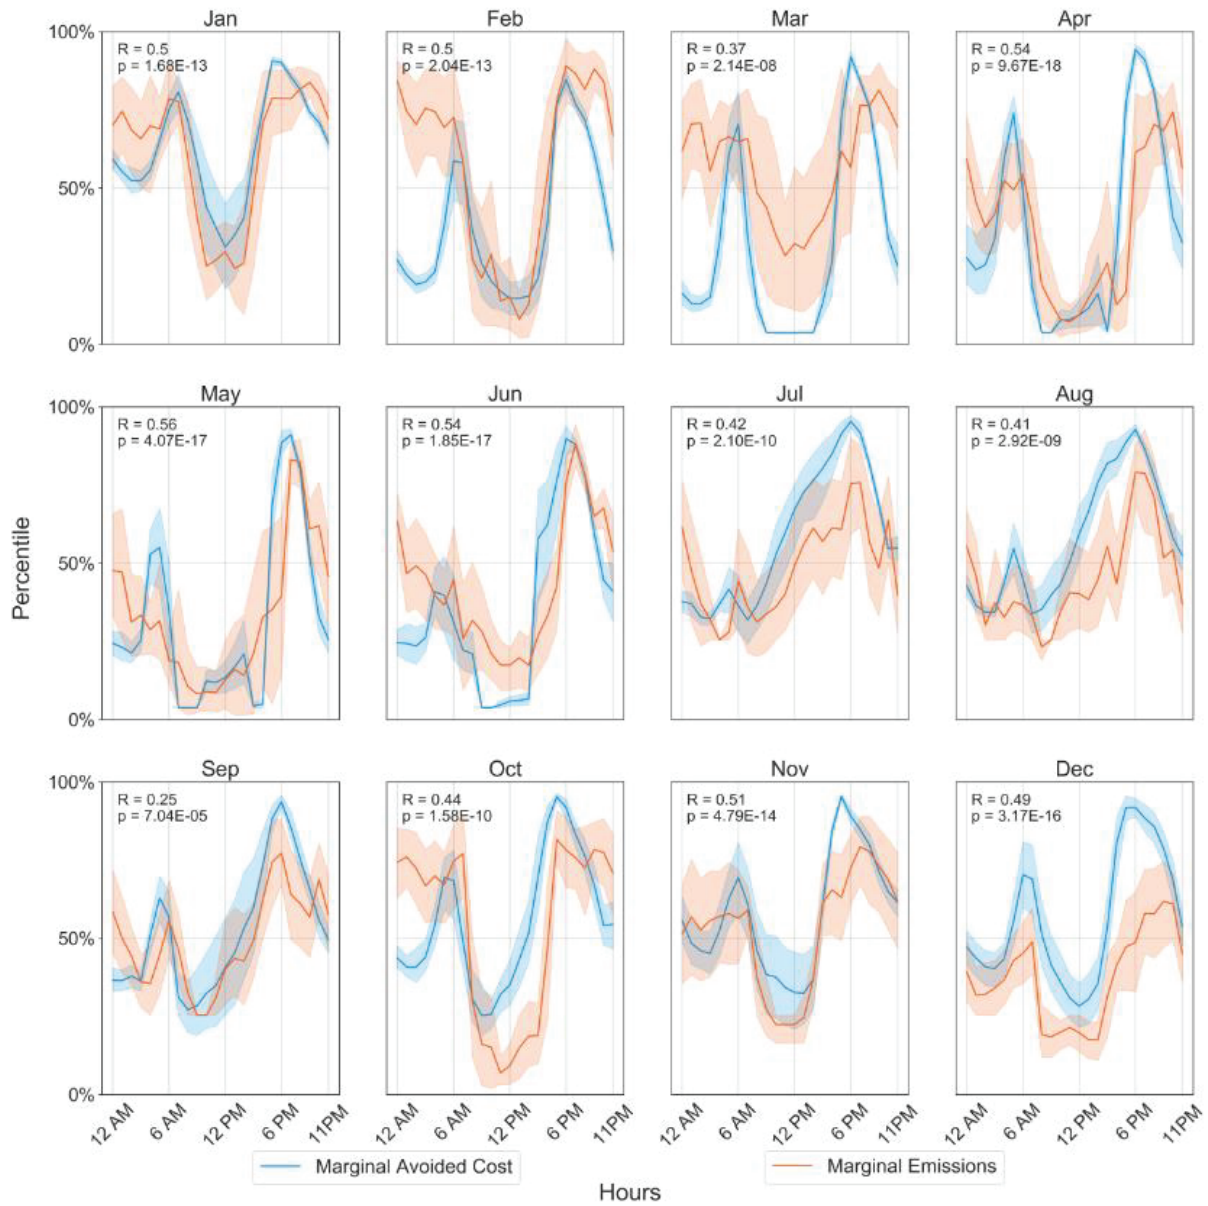 Jan
Feb
Mar
Apr
100%
R = 0.5
p = 1.68E-13
R = 0.5
p = 2.04E-13
R = 0.37
p = 2.14E-08
R = 0.54
p = 9.67E-18
50%
0%
May
Jun
Jul
Aug
100%
R = 0.56
p = 4.07E-17
R = 0.54
p = 1.85E-17
R = 0.42
p = 2.10E-10
R = 0.41
p = 2.92E-09
50%
0%
Percentile
Sep
Oct
Nov
Dec
100%
R = 0.25
p = 7.04E-05
R = 0.44
p = 1.58E-10
R = 0.51
p = 4.79E-14
R = 0.49
p = 3.17E-16
50%
0%
12 AM 6 AM 12 PM 6 PM 11PM
12 AM 6 AM 12 PM 6 PM 11PM
12 AM 6 AM 12 PM 6 PM 11PM
12 AM 6 AM 12 PM 6 PM 11PM
Marginal Avoided Cost
Marginal Emissions
Hours